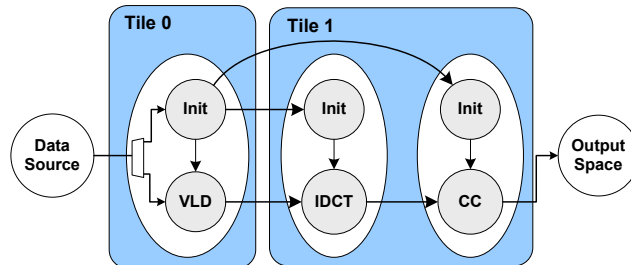 Tile 0
Tile 1
Init
Init
Init
Data
Source
Output
Space
VLD
IDCT
CC